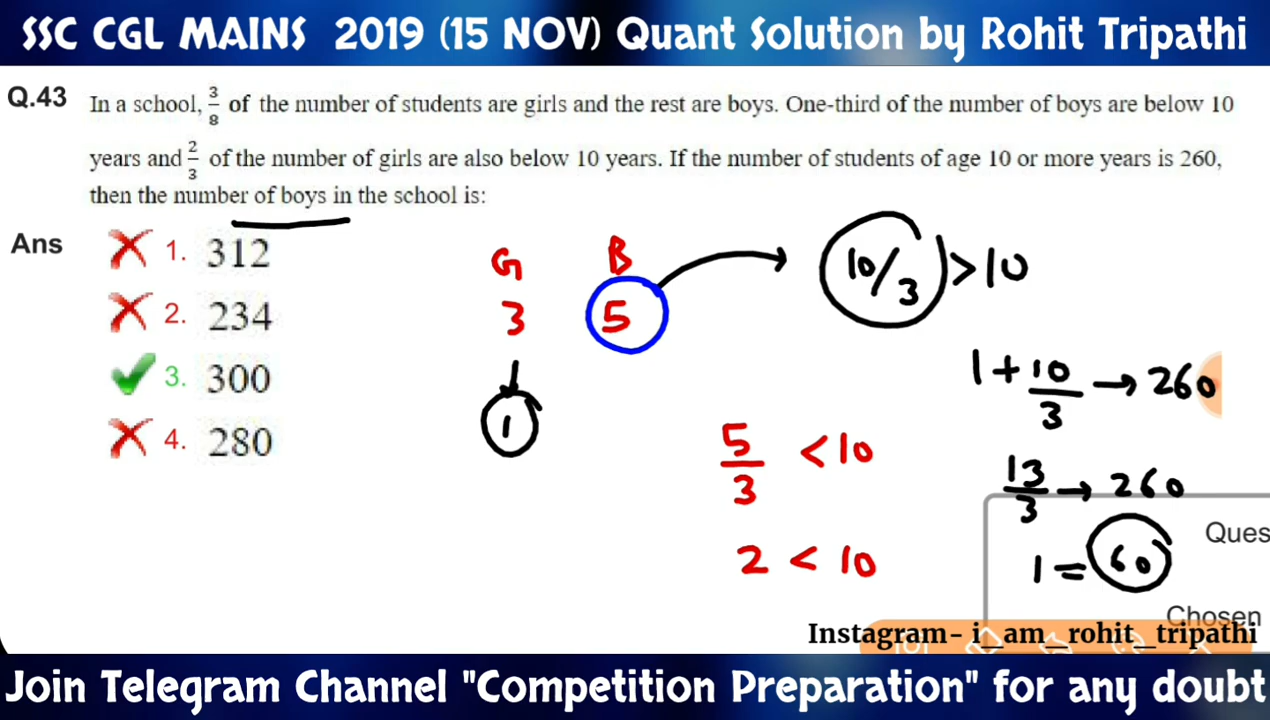 SSC CGL MAINS 2019 (15 NOV) Quant Solution by Rohit Tripathi
Q.43 In a school, 3/8 of the number of students are girls and the rest are boys. One-third of the number of boys are below 10
years and 2/3 of the number of girls are also below 10 years. If the number of students of age 10 or more years is 260,
then the number of boys in the school is:
Ans
1. 312
2. 234
3. 300
4. 280
G B
3 5
1
10/3 >10
1 + 10/3 → 260
5/3 < 10
13/3 → 260
2 < 10
1 = 60
Ques
Chosen
Instagram- i_am_rohit_tripathi
Join Telegram Channel "Competition Preparation" for any doubt